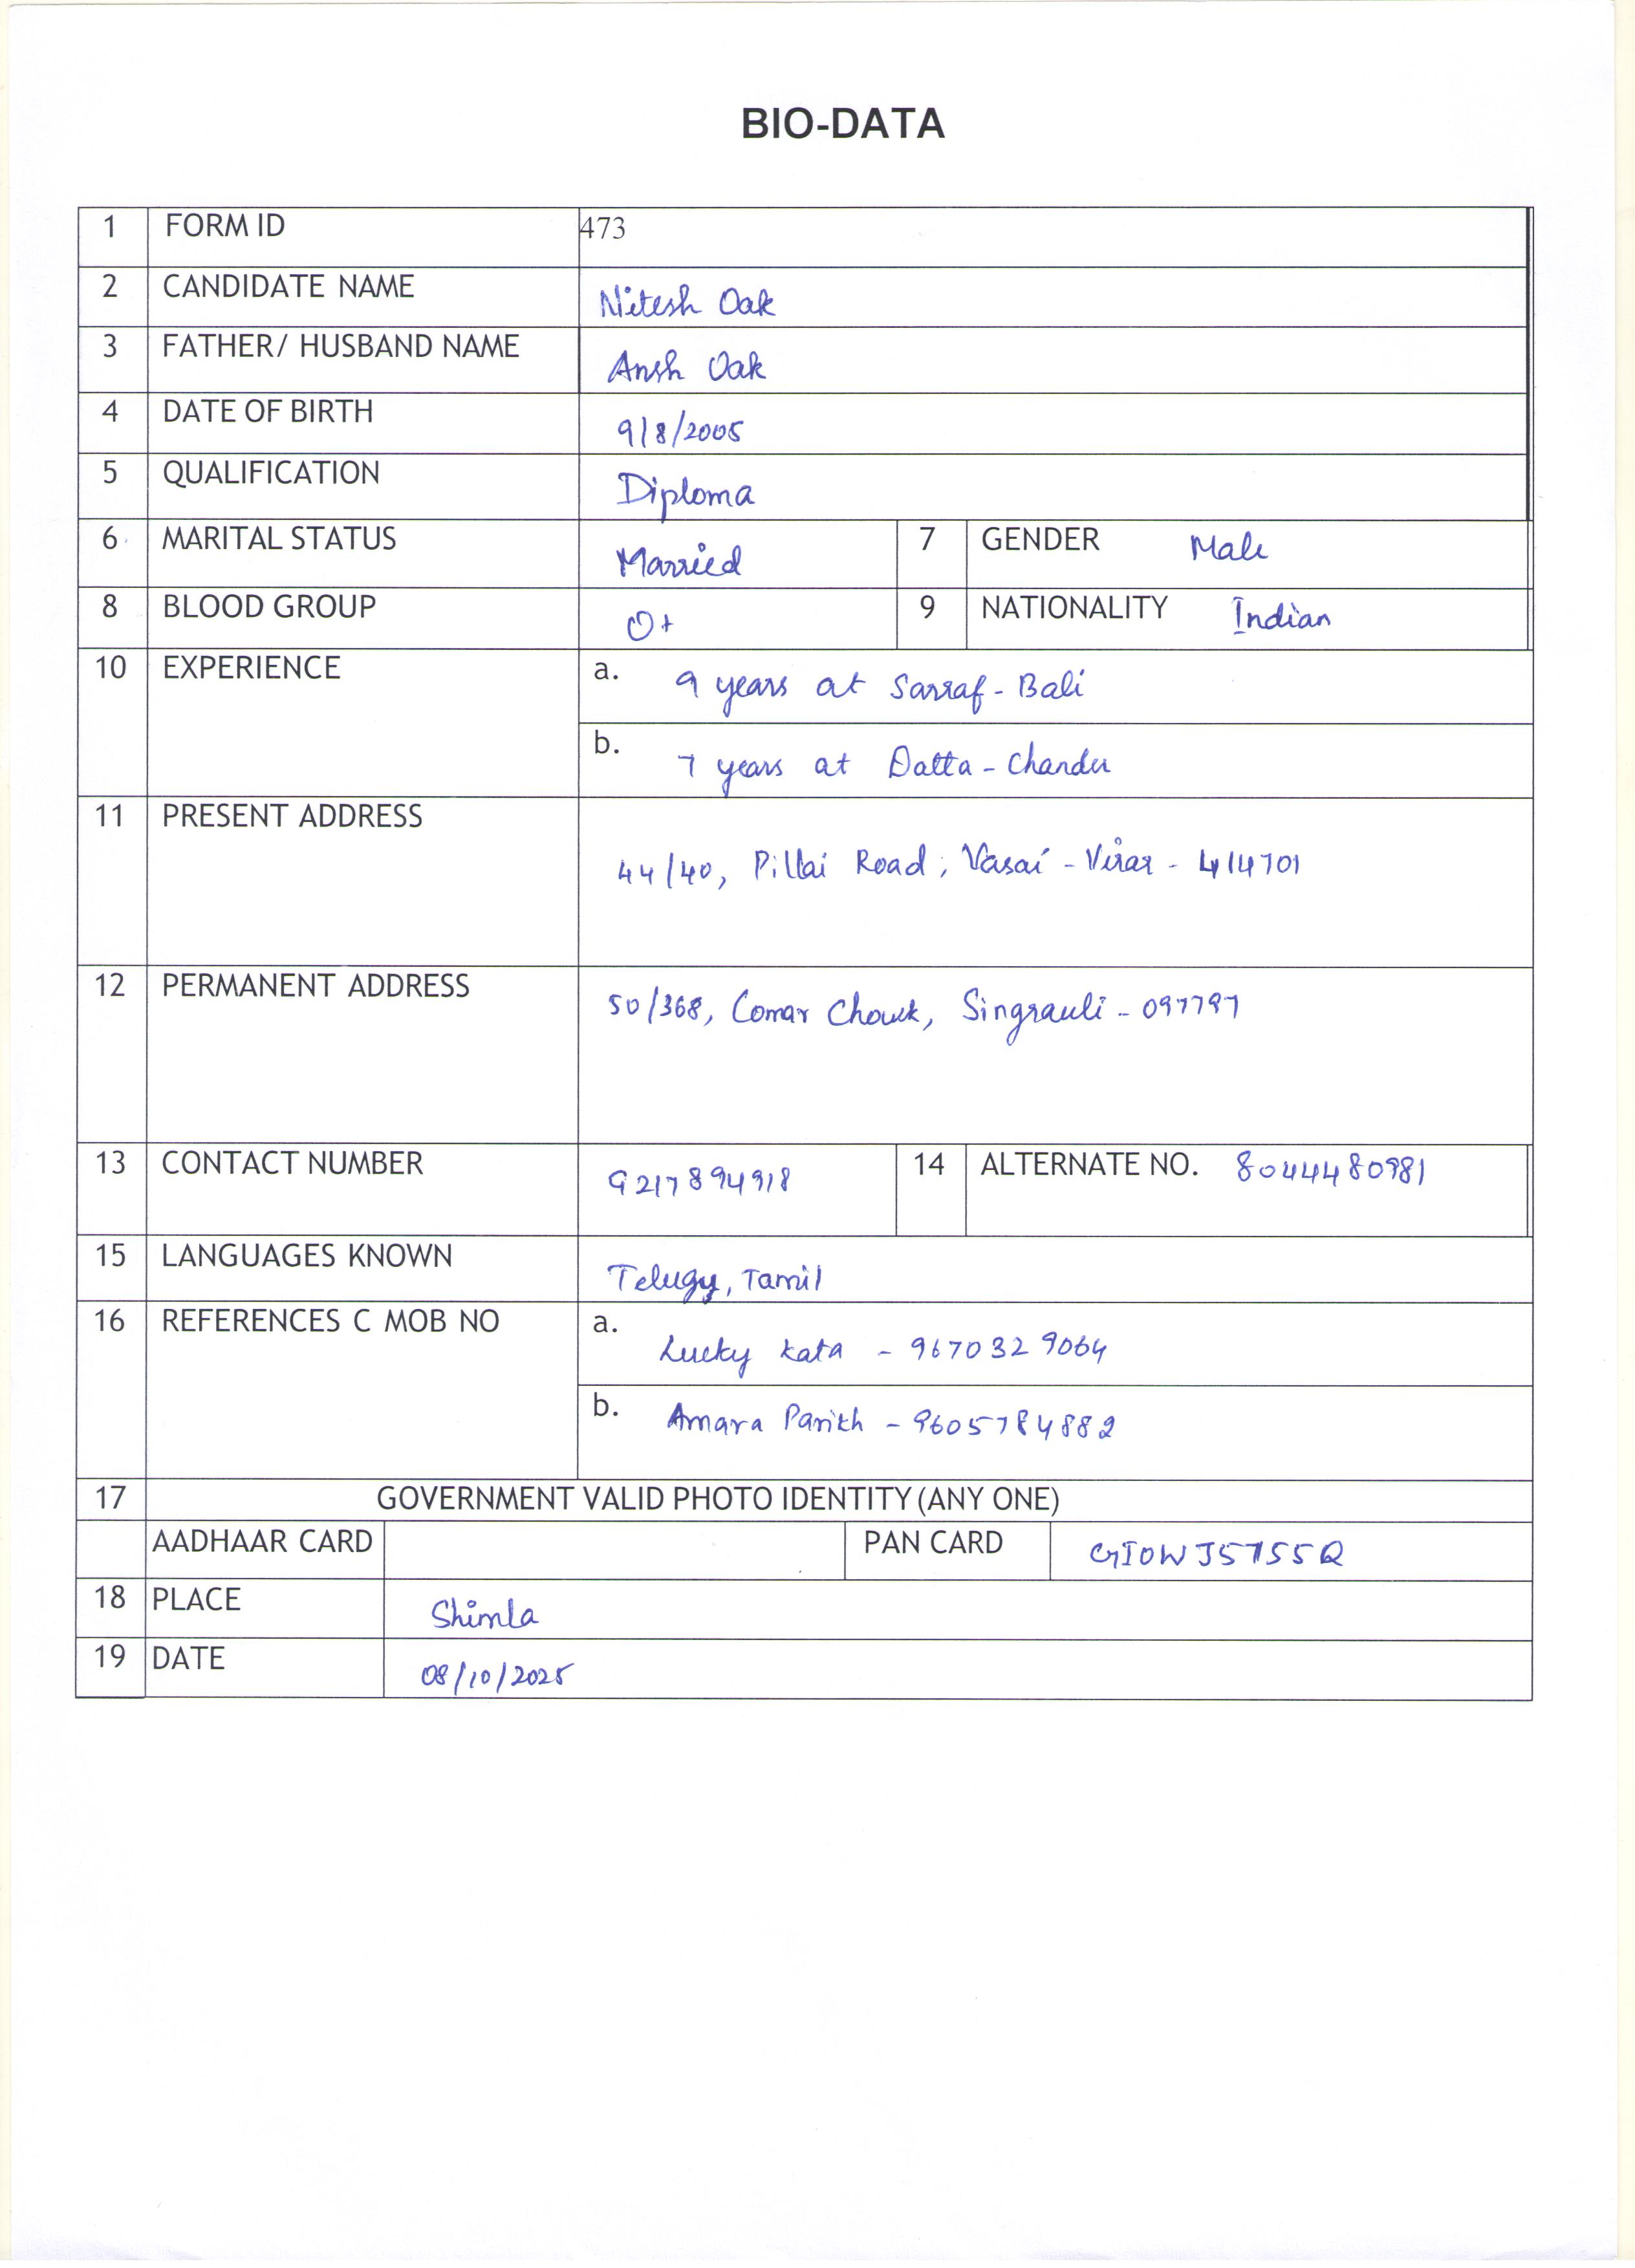 BIO-DATA
1 FORM ID 473
2 CANDIDATE NAME Nitesh Oak
3 FATHER/ HUSBAND NAME Ansh Oak
4 DATE OF BIRTH 9/8/2005
5 QUALIFICATION Diploma
6 MARITAL STATUS Married 7 GENDER Male
8 BLOOD GROUP O+ 9 NATIONALITY Indian
10 EXPERIENCE a. 9 years at Sarraf-Bali
b. 7 years at Datta-Chander
11 PRESENT ADDRESS
44/40, Pillai Road, Vasai-Virar-414701
12 PERMANENT ADDRESS 50/368, Comar Chowk, Singrauli-097797
13 CONTACT NUMBER 9217894918 14 ALTERNATE NO. 8044480981
15 LANGUAGES KNOWN Telugy, Tamil
16 REFERENCES C MOB NO a. Lucky Kata - 9670329064
b. Amara Parikh - 9605784882
17 GOVERNMENT VALID PHOTO IDENTITY (ANY ONE)
AADHAAR CARD PAN CARD GIOWJ5755Q
18 PLACE Shimla
19 DATE 08/10/2025